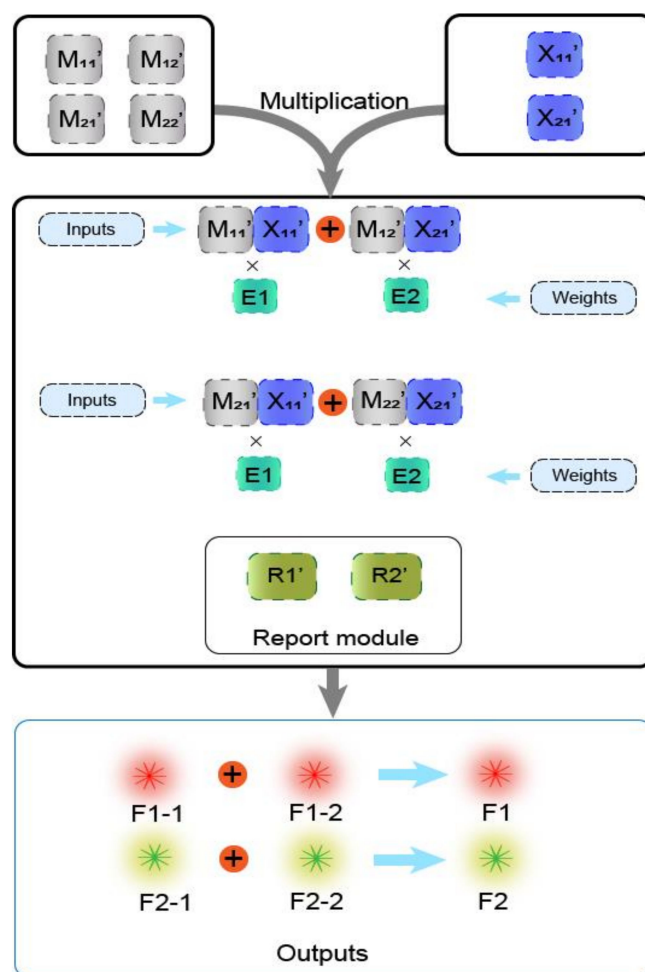 M₁₁’ M₁₂’ X₁₁’
Multiplication
M₂₁’ M₂₂’ X₂₁’
Inputs M₁₁’ X₁₁’ + M₁₂’ X₂₁’
× ×
E1 E2 Weights
Inputs M₂₁’ X₁₁’ + M₂₂’ X₂₁’
× ×
E1 E2 Weights
R1’ R2’
Report module
+
F1-1 F1-2 F1
+
F2-1 F2-2 F2
Outputs